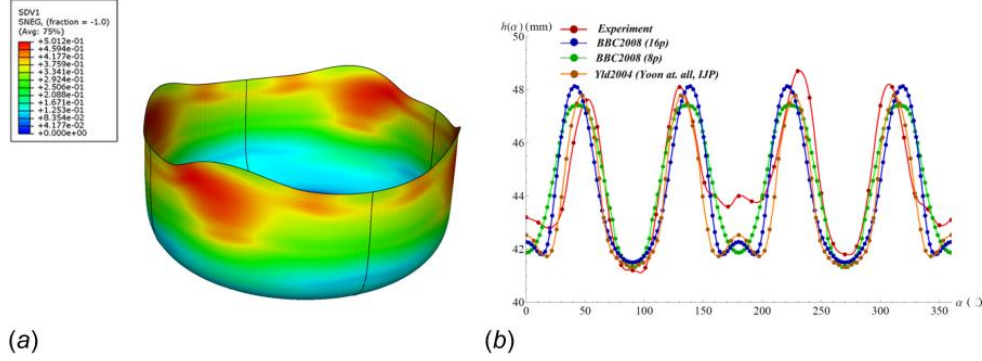 SDV1
SNEG, (fraction = -1.0)
(Avg: 75%)
+5.012e-01
+4.594e-01
+4.177e-01
+3.759e-01
+3.341e-01
+2.924e-01
+2.506e-01
+2.088e-01
+1.671e-01
+1.253e-01
+8.354e-02
+4.177e-02
+0.000e+00
(a)
h(α) (mm)
50
48
46
44
42
40
0
50
100
150
200
250
300
350
α (□)
Experiment
BBC2008 (16p)
BBC2008 (8p)
Yld2004 (Yoon at. all, IJP)
(b)